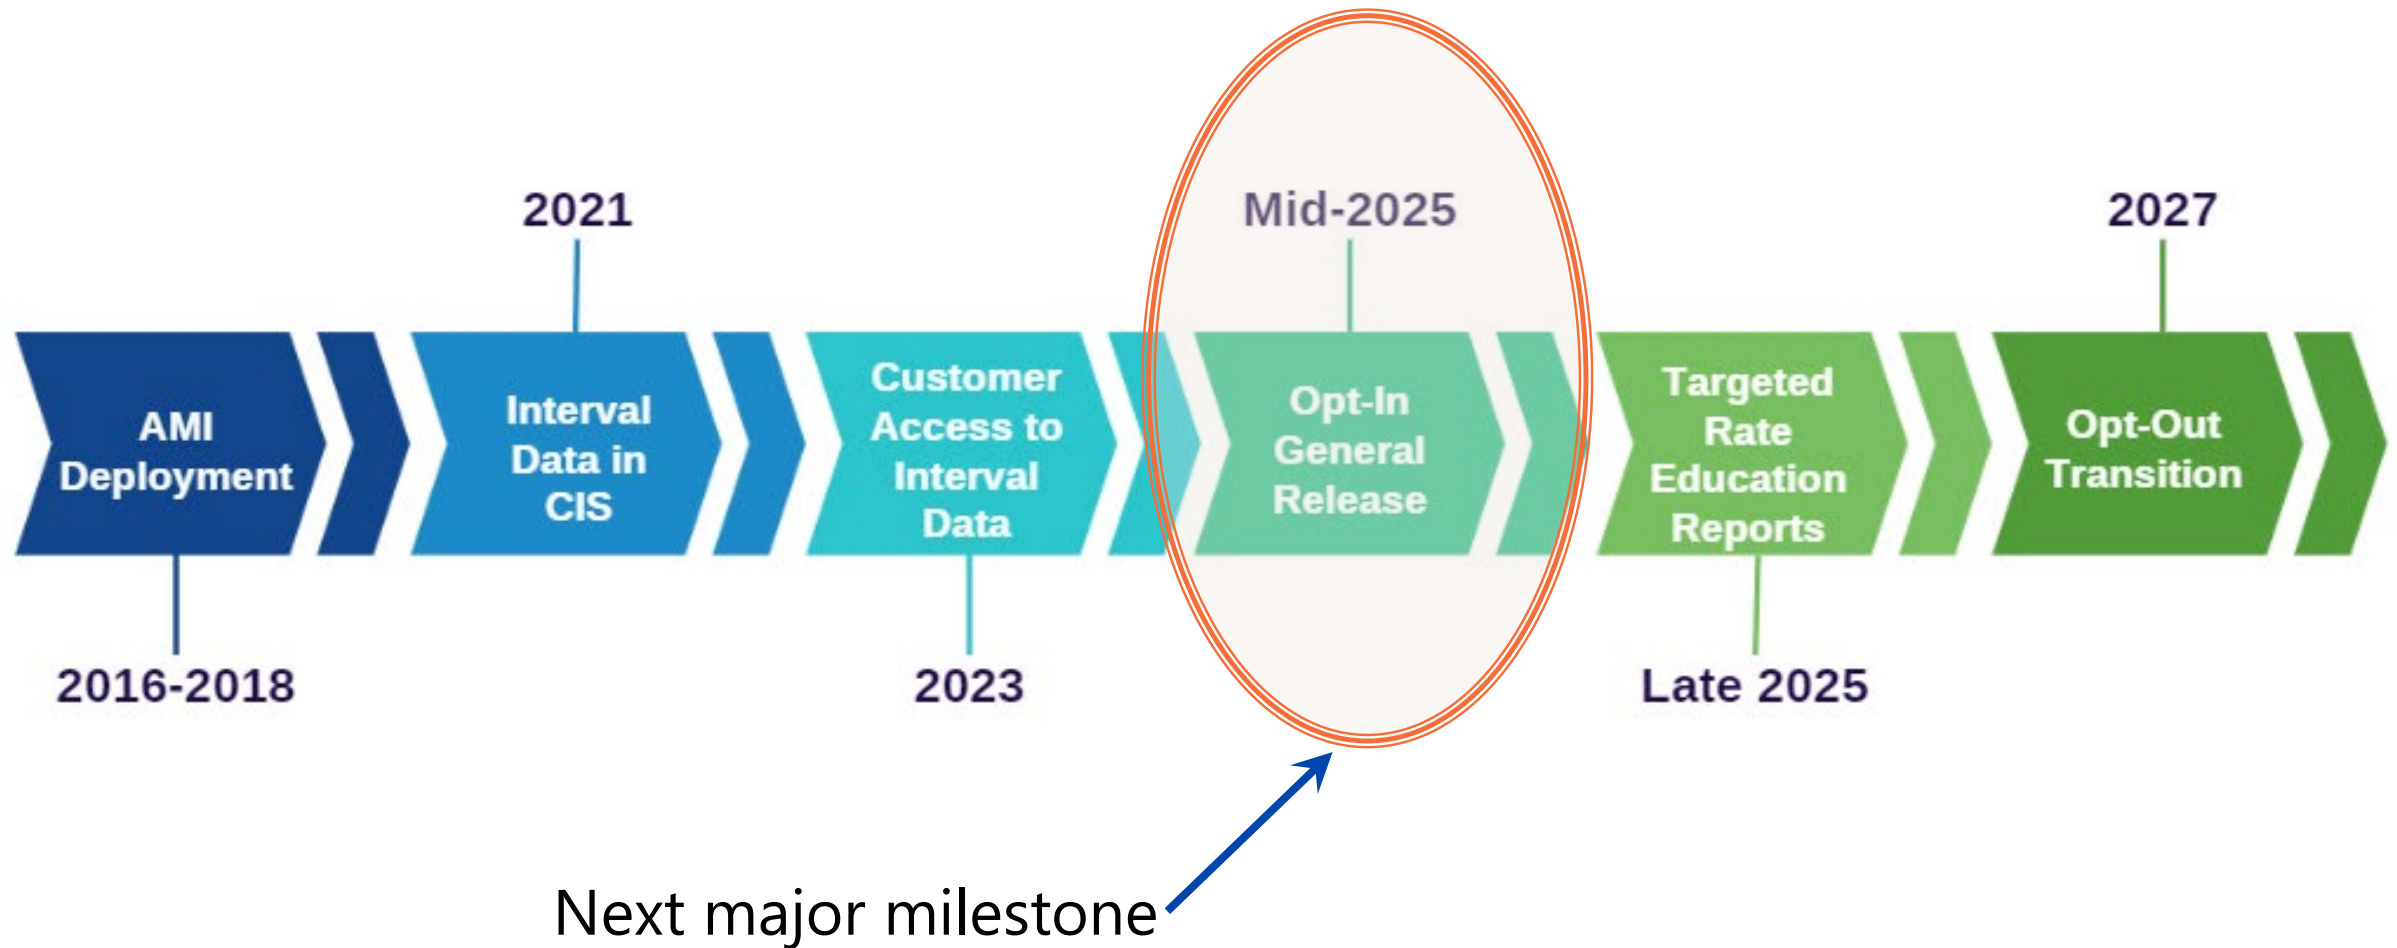 2021
Mid-2025
2027
AMI
Deployment
Interval
Data in
CIS
Customer
Access to
Interval
Data
Opt-In
General
Release
Targeted
Rate
Education
Reports
Opt-Out
Transition
2016-2018
2023
Late 2025
Next major milestone